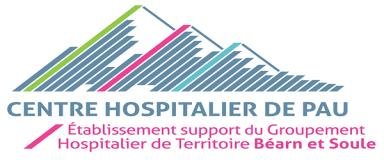 CENTRE HOSPITALIER DE PAU
Établissement support du Groupement
Hospitalier de Territoire Béarn et Soule